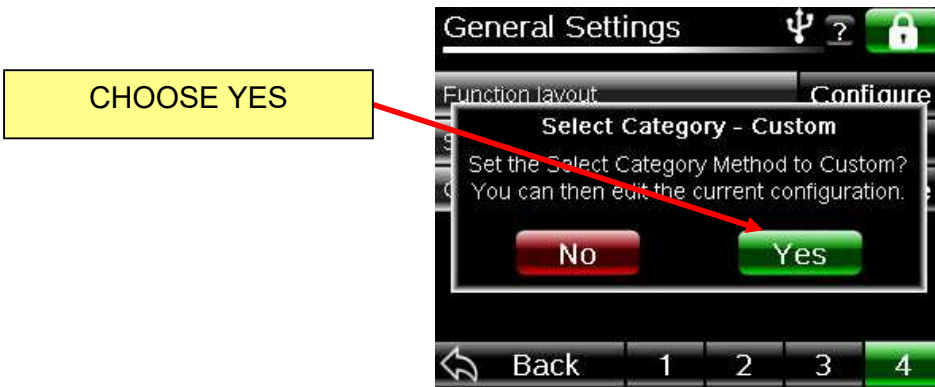 CHOOSE YES
General Settings
?
Function layout
Configure
Select Category - Custom
Set the Select Category Method to Custom?
You can then edit the current configuration.
No
Yes
Back
1
2
3
4